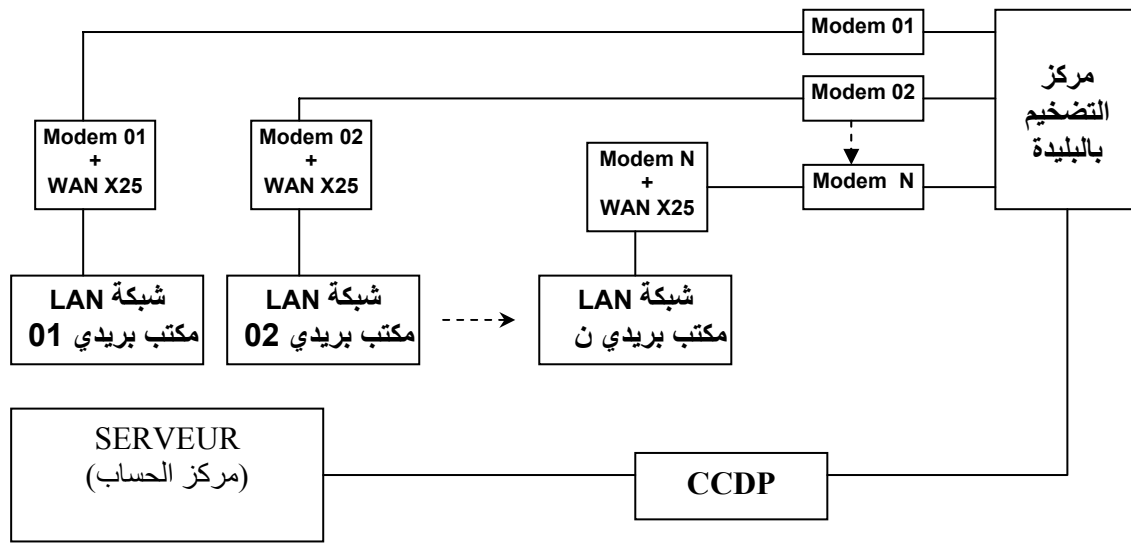 Modem 01
Modem 02
Modem N
مركز
التضخيم
بالبليدة
Modem 01
+
WAN X25
Modem 02
+
WAN X25
Modem N
+
WAN X25
شبكة LAN
مكتب بريدي 01
شبكة LAN
مكتب بريدي 02
شبكة LAN
مكتب بريدي ن
SERVEUR
(مركز الحساب)
CCDP